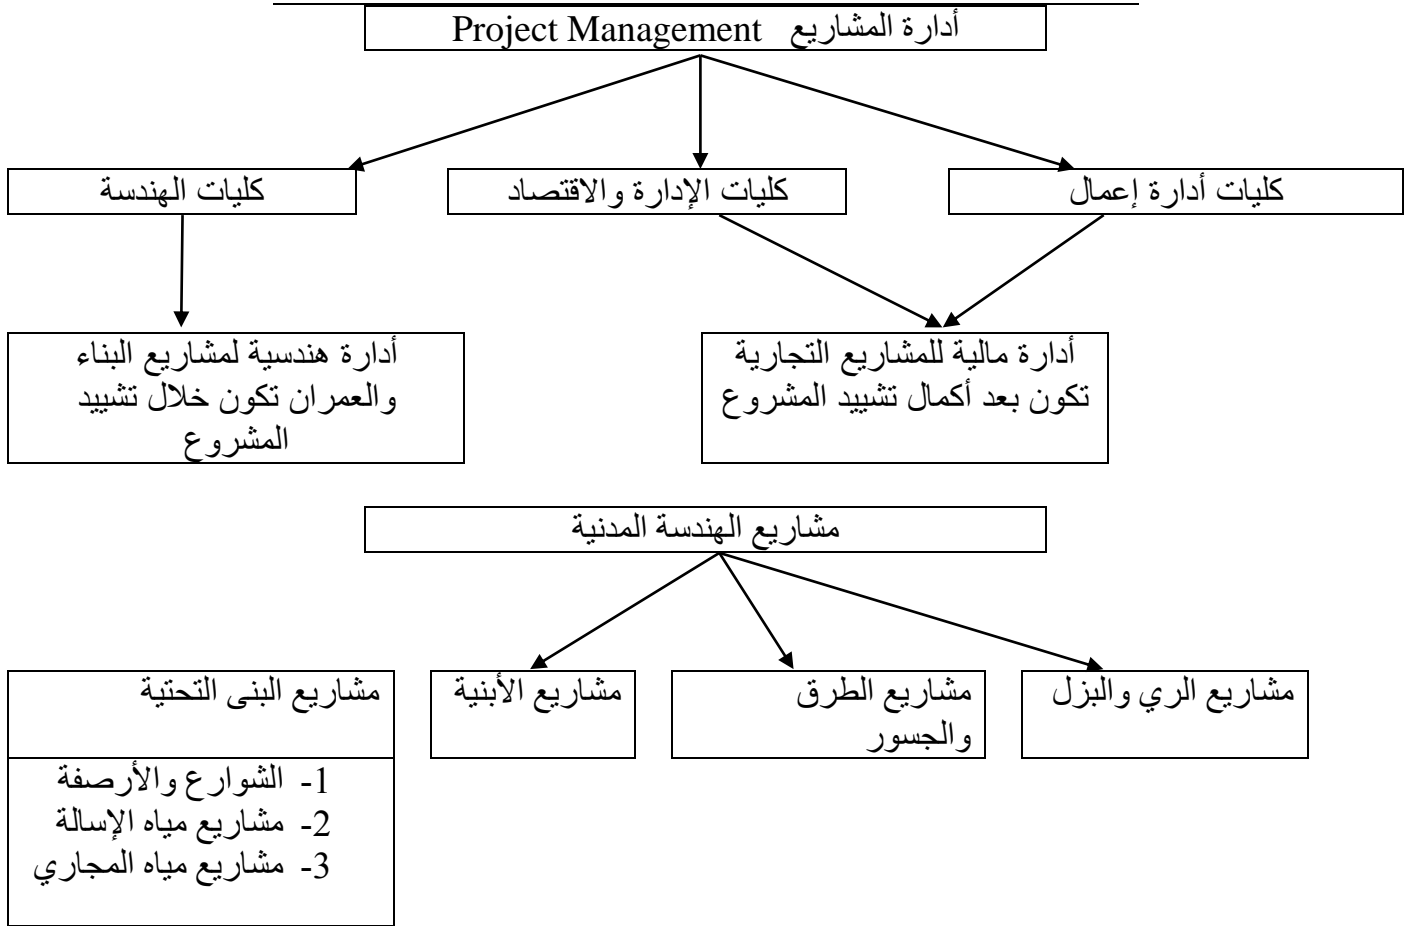 أدارة المشاريع Project Management
كليات أدارة إعمال
كليات الإدارة والاقتصاد
كليات الهندسة
أدارة مالية للمشاريع التجارية
تكون بعد أكمال تشييد المشروع
أدارة هندسية لمشاريع البناء
والعمران تكون خلال تشييد
المشروع
مشاريع الهندسة المدنية
مشاريع الري والبزل
مشاريع الطرق
والجسور
مشاريع الأبنية
مشاريع البنى التحتية
1- الشوارع والأرصفة
2- مشاريع مياه الإسالة
3- مشاريع مياه المجاري